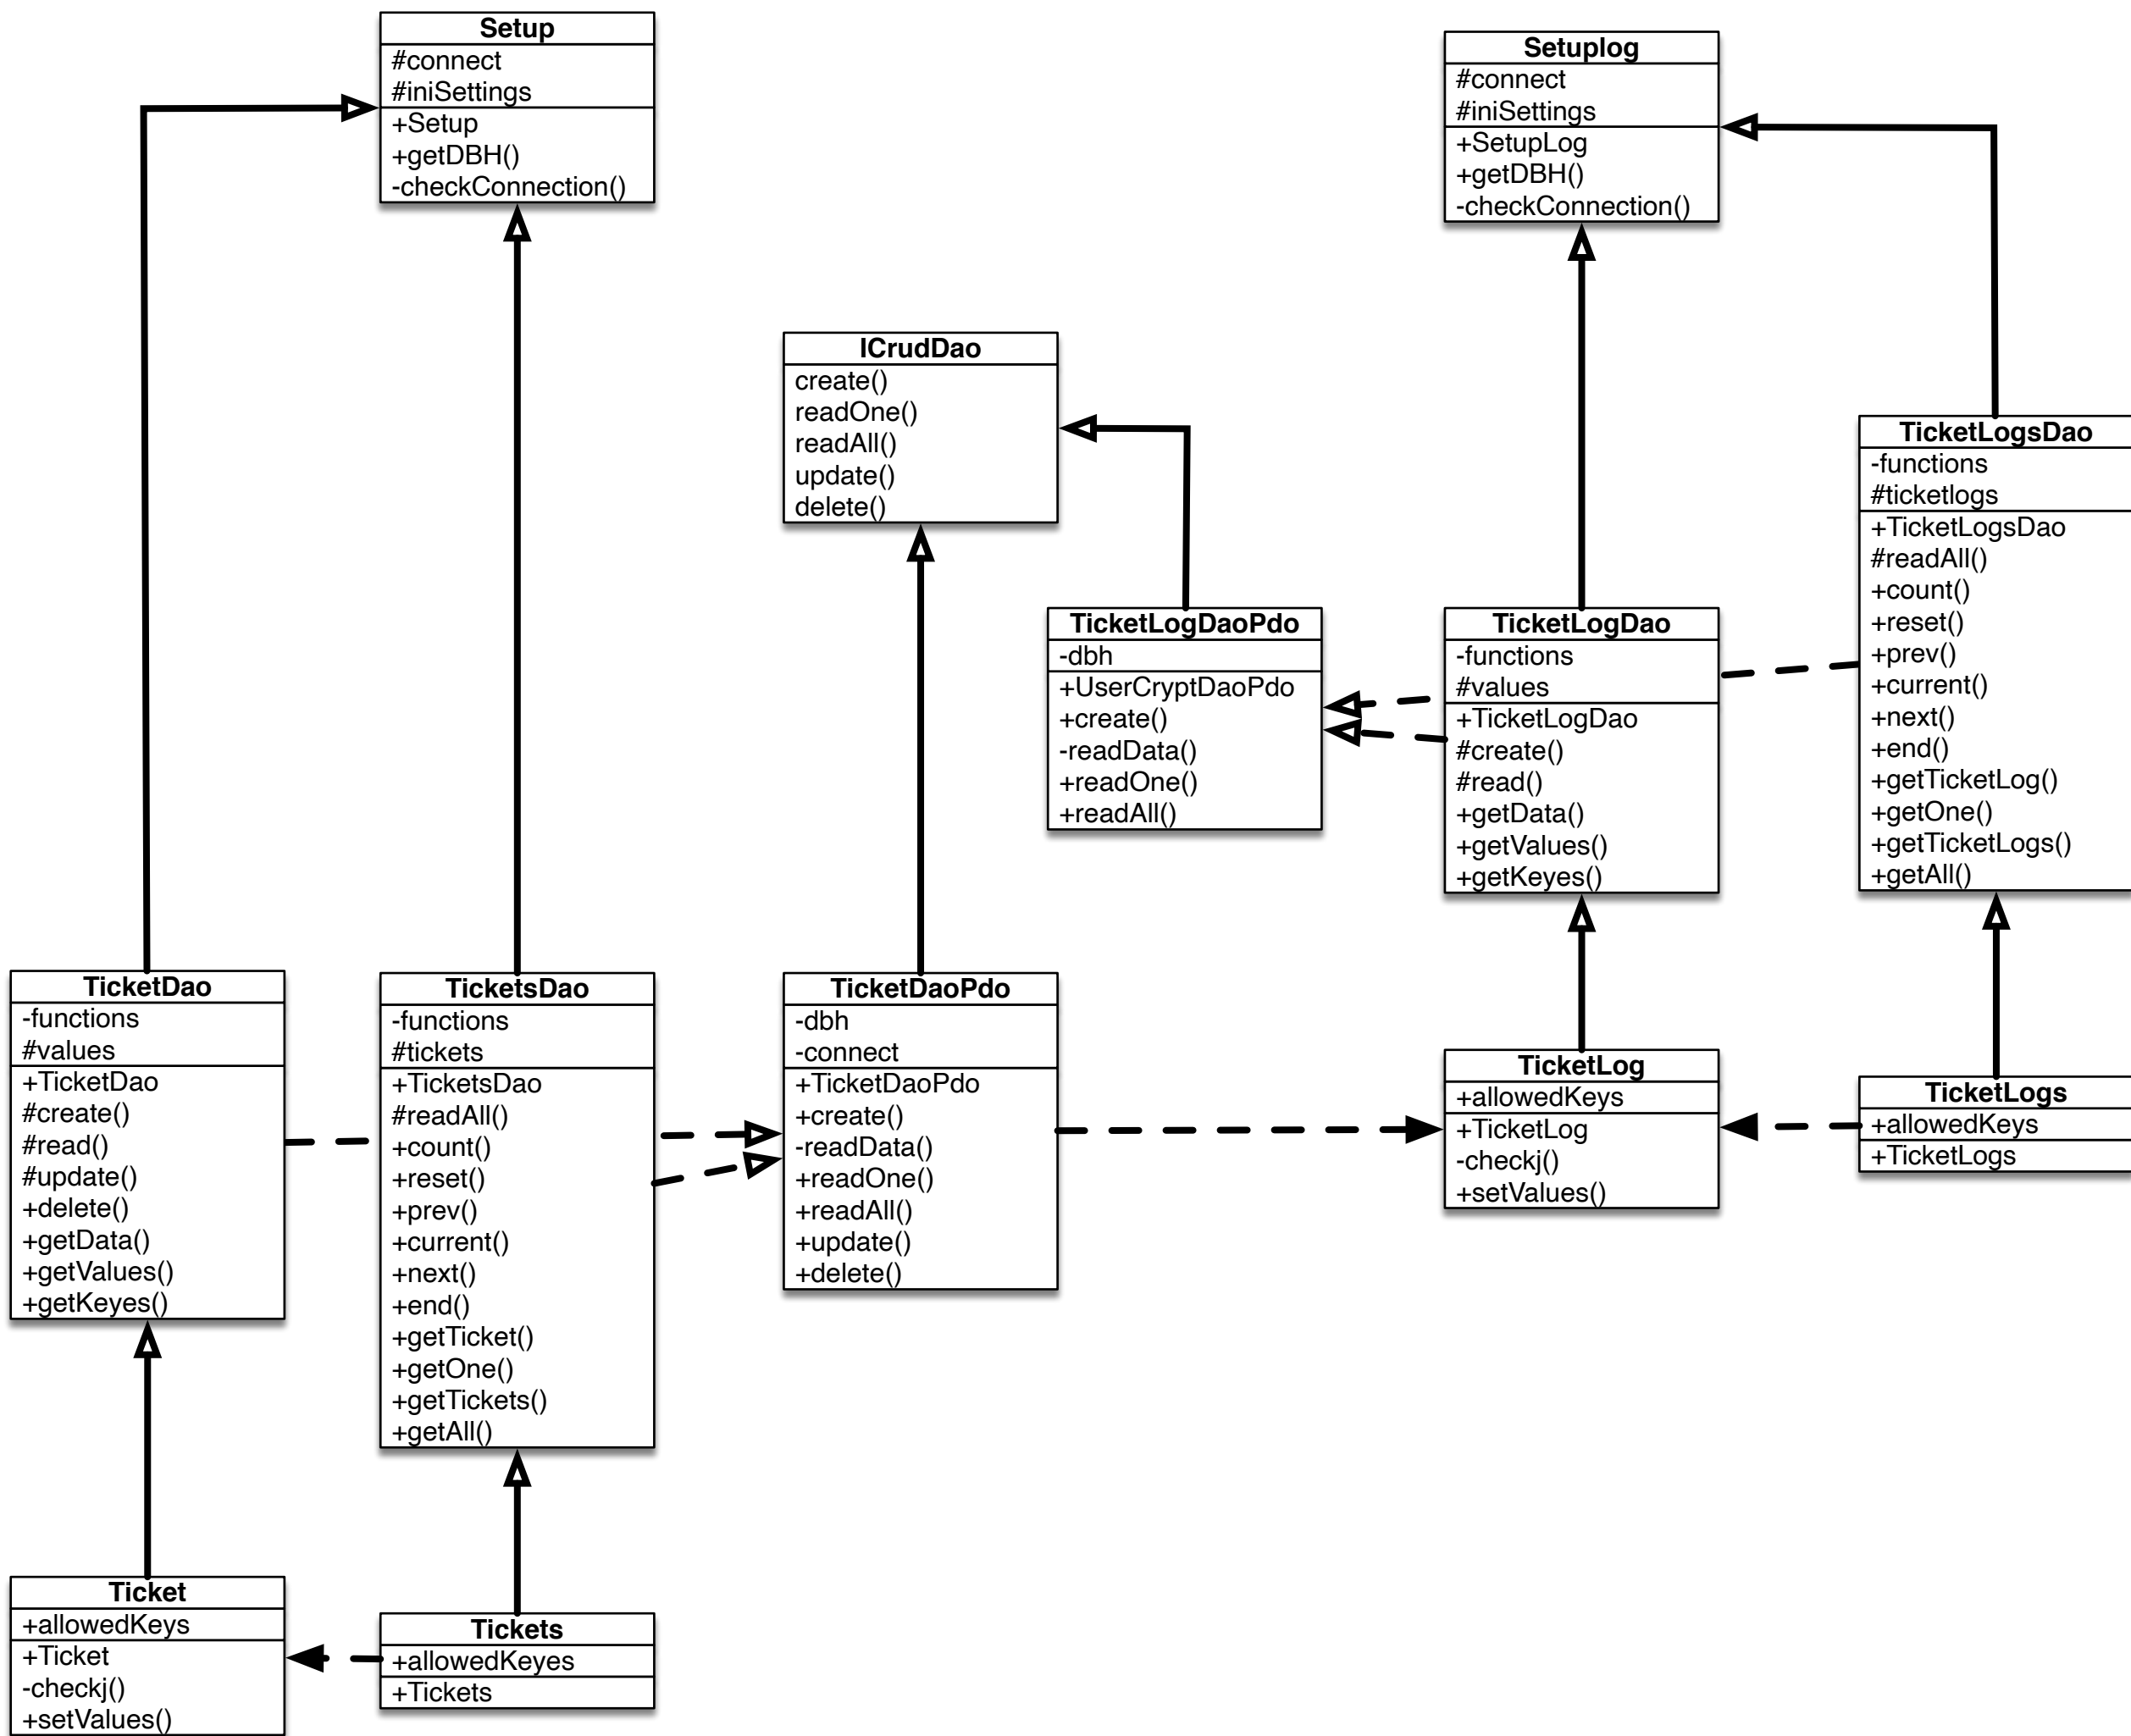 Setup
#connect
#iniSettings
+Setup
+getDBH()
-checkConnection()
Setuplog
#connect
#iniSettings
+SetupLog
+getDBH()
-checkConnection()
ICrudDao
create()
readOne()
readAll()
update()
delete()
TicketLogsDao
-functions
#ticketlogs
+TicketLogsDao
#readAll()
+count()
+reset()
+prev()
+current()
+next()
+end()
+getTicketLog()
+getOne()
+getTicketLogs()
+getAll()
TicketLogDaoPdo
-dbh
+UserCryptDaoPdo
+create()
-readData()
+readOne()
+readAll()
TicketLogDao
-functions
#values
+TicketLogDao
#create()
#read()
+getData()
+getValues()
+getKeyes()
TicketDao
-functions
#values
+TicketDao
#create()
#read()
#update()
+delete()
+getData()
+getValues()
+getKeyes()
TicketsDao
-functions
#tickets
+TicketsDao
#readAll()
+count()
+reset()
+prev()
+current()
+next()
+end()
+getTicket()
+getOne()
+getTickets()
+getAll()
TicketDaoPdo
-dbh
-connect
+TicketDaoPdo
+create()
-readData()
+readOne()
+readAll()
+update()
+delete()
TicketLog
+allowedKeys
+TicketLog
-checkj()
+setValues()
TicketLogs
+allowedKeys
+TicketLogs
Ticket
+allowedKeys
+Ticket
-checkj()
+setValues()
Tickets
+allowedKeyes
+Tickets